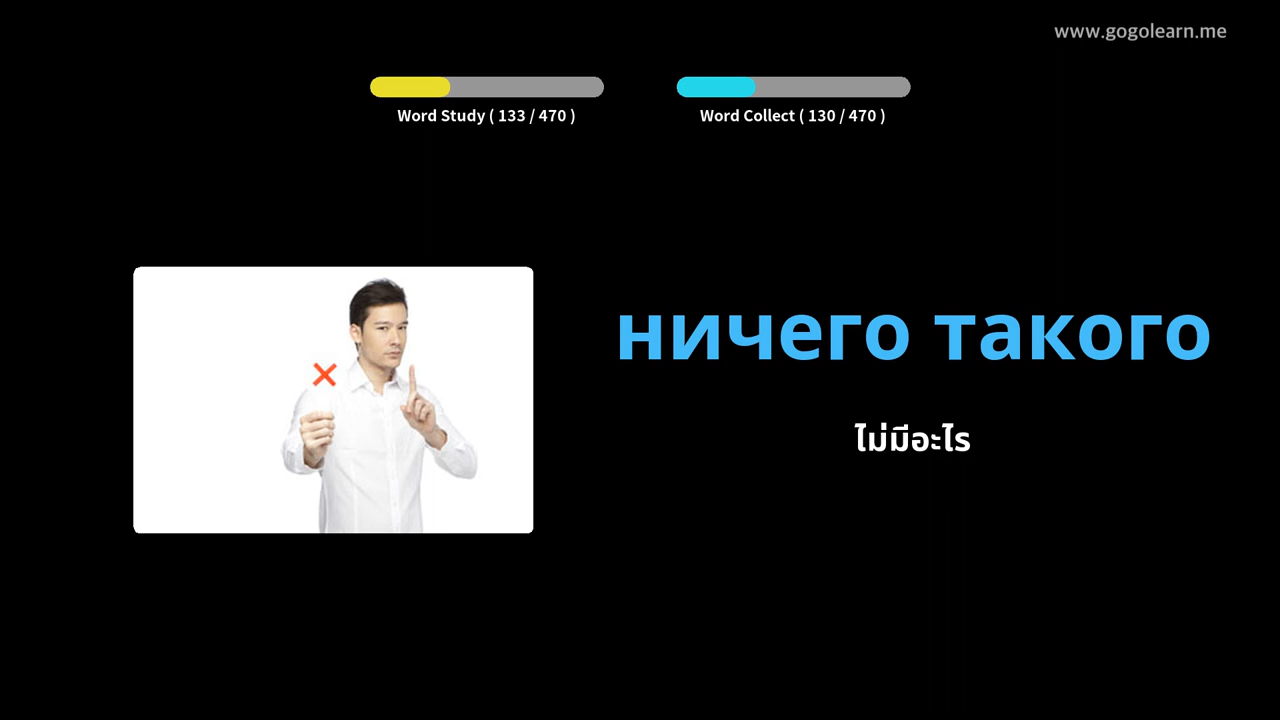 www.gogolearn.me
Word Study ( 133 / 470 )
Word Collect ( 130 / 470 )
ничего такого
ไม่มีอะไร